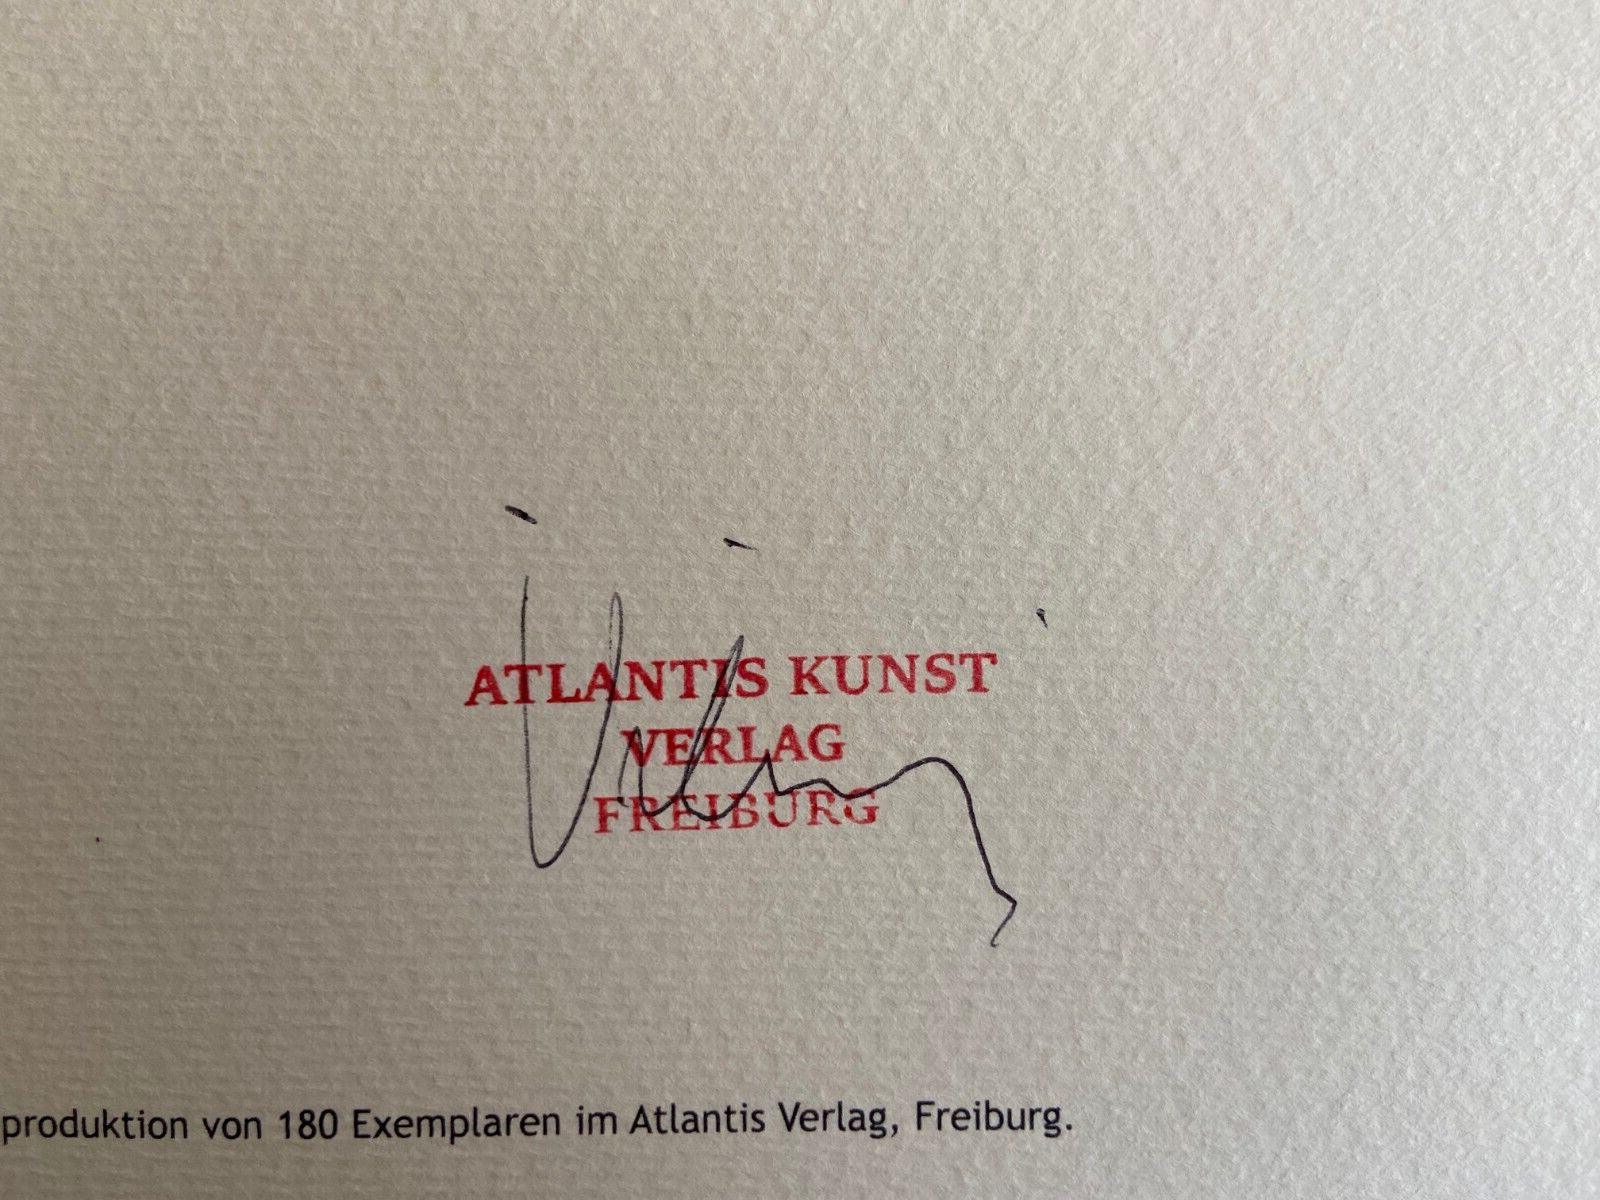 ATLANTIS KUNST
VERLAG
FREIBURG
produktion von 180 Exemplaren im Atlantis Verlag, Freiburg.